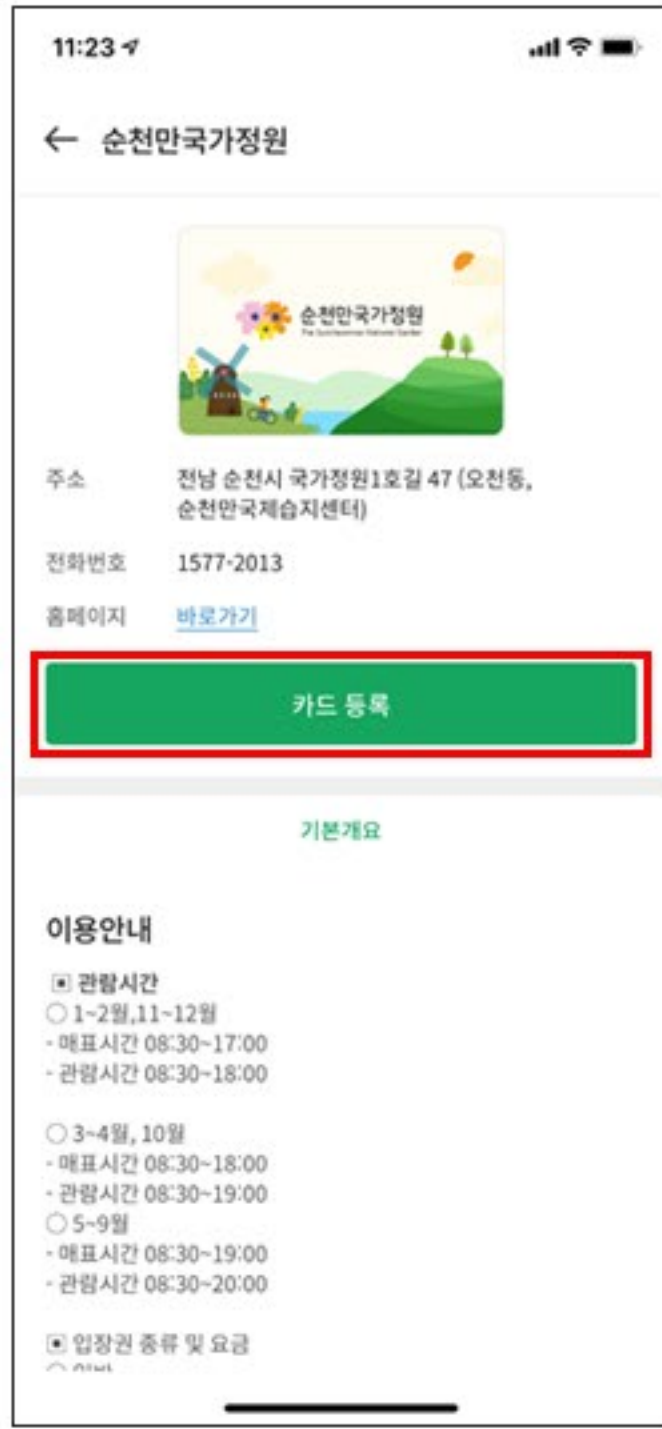 11:23
← 순천만국가정원
순천만국가정원
주소 전남 순천시 국가정원1호길 47 (오천동,
순천만국제습지센터)
전화번호 1577-2013
홈페이지 바로가기
카드 등록
기본개요
이용안내
▣ 관람시간
○ 1~2월,11~12월
- 매표시간 08:30~17:00
- 관람시간 08:30~18:00
○ 3~4월, 10월
- 매표시간 08:30~18:00
- 관람시간 08:30~19:00
○ 5~9월
- 매표시간 08:30~19:00
- 관람시간 08:30~20:00
▣ 입장권 종류 및 요금